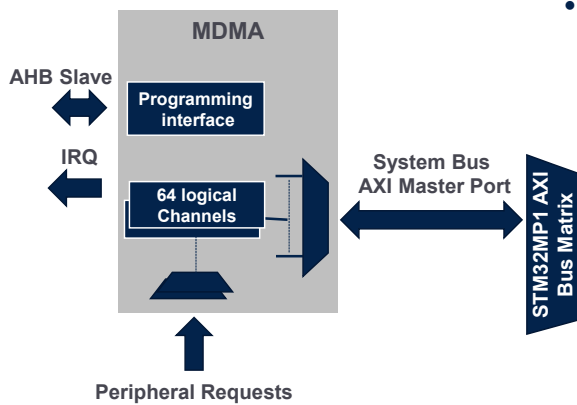 •
MDMA
AHB Slave
Programming
interface
IRQ
64 logical
Channels
System Bus
AXI Master Port
STM32MP1 AXI
Bus Matrix
Peripheral Requests